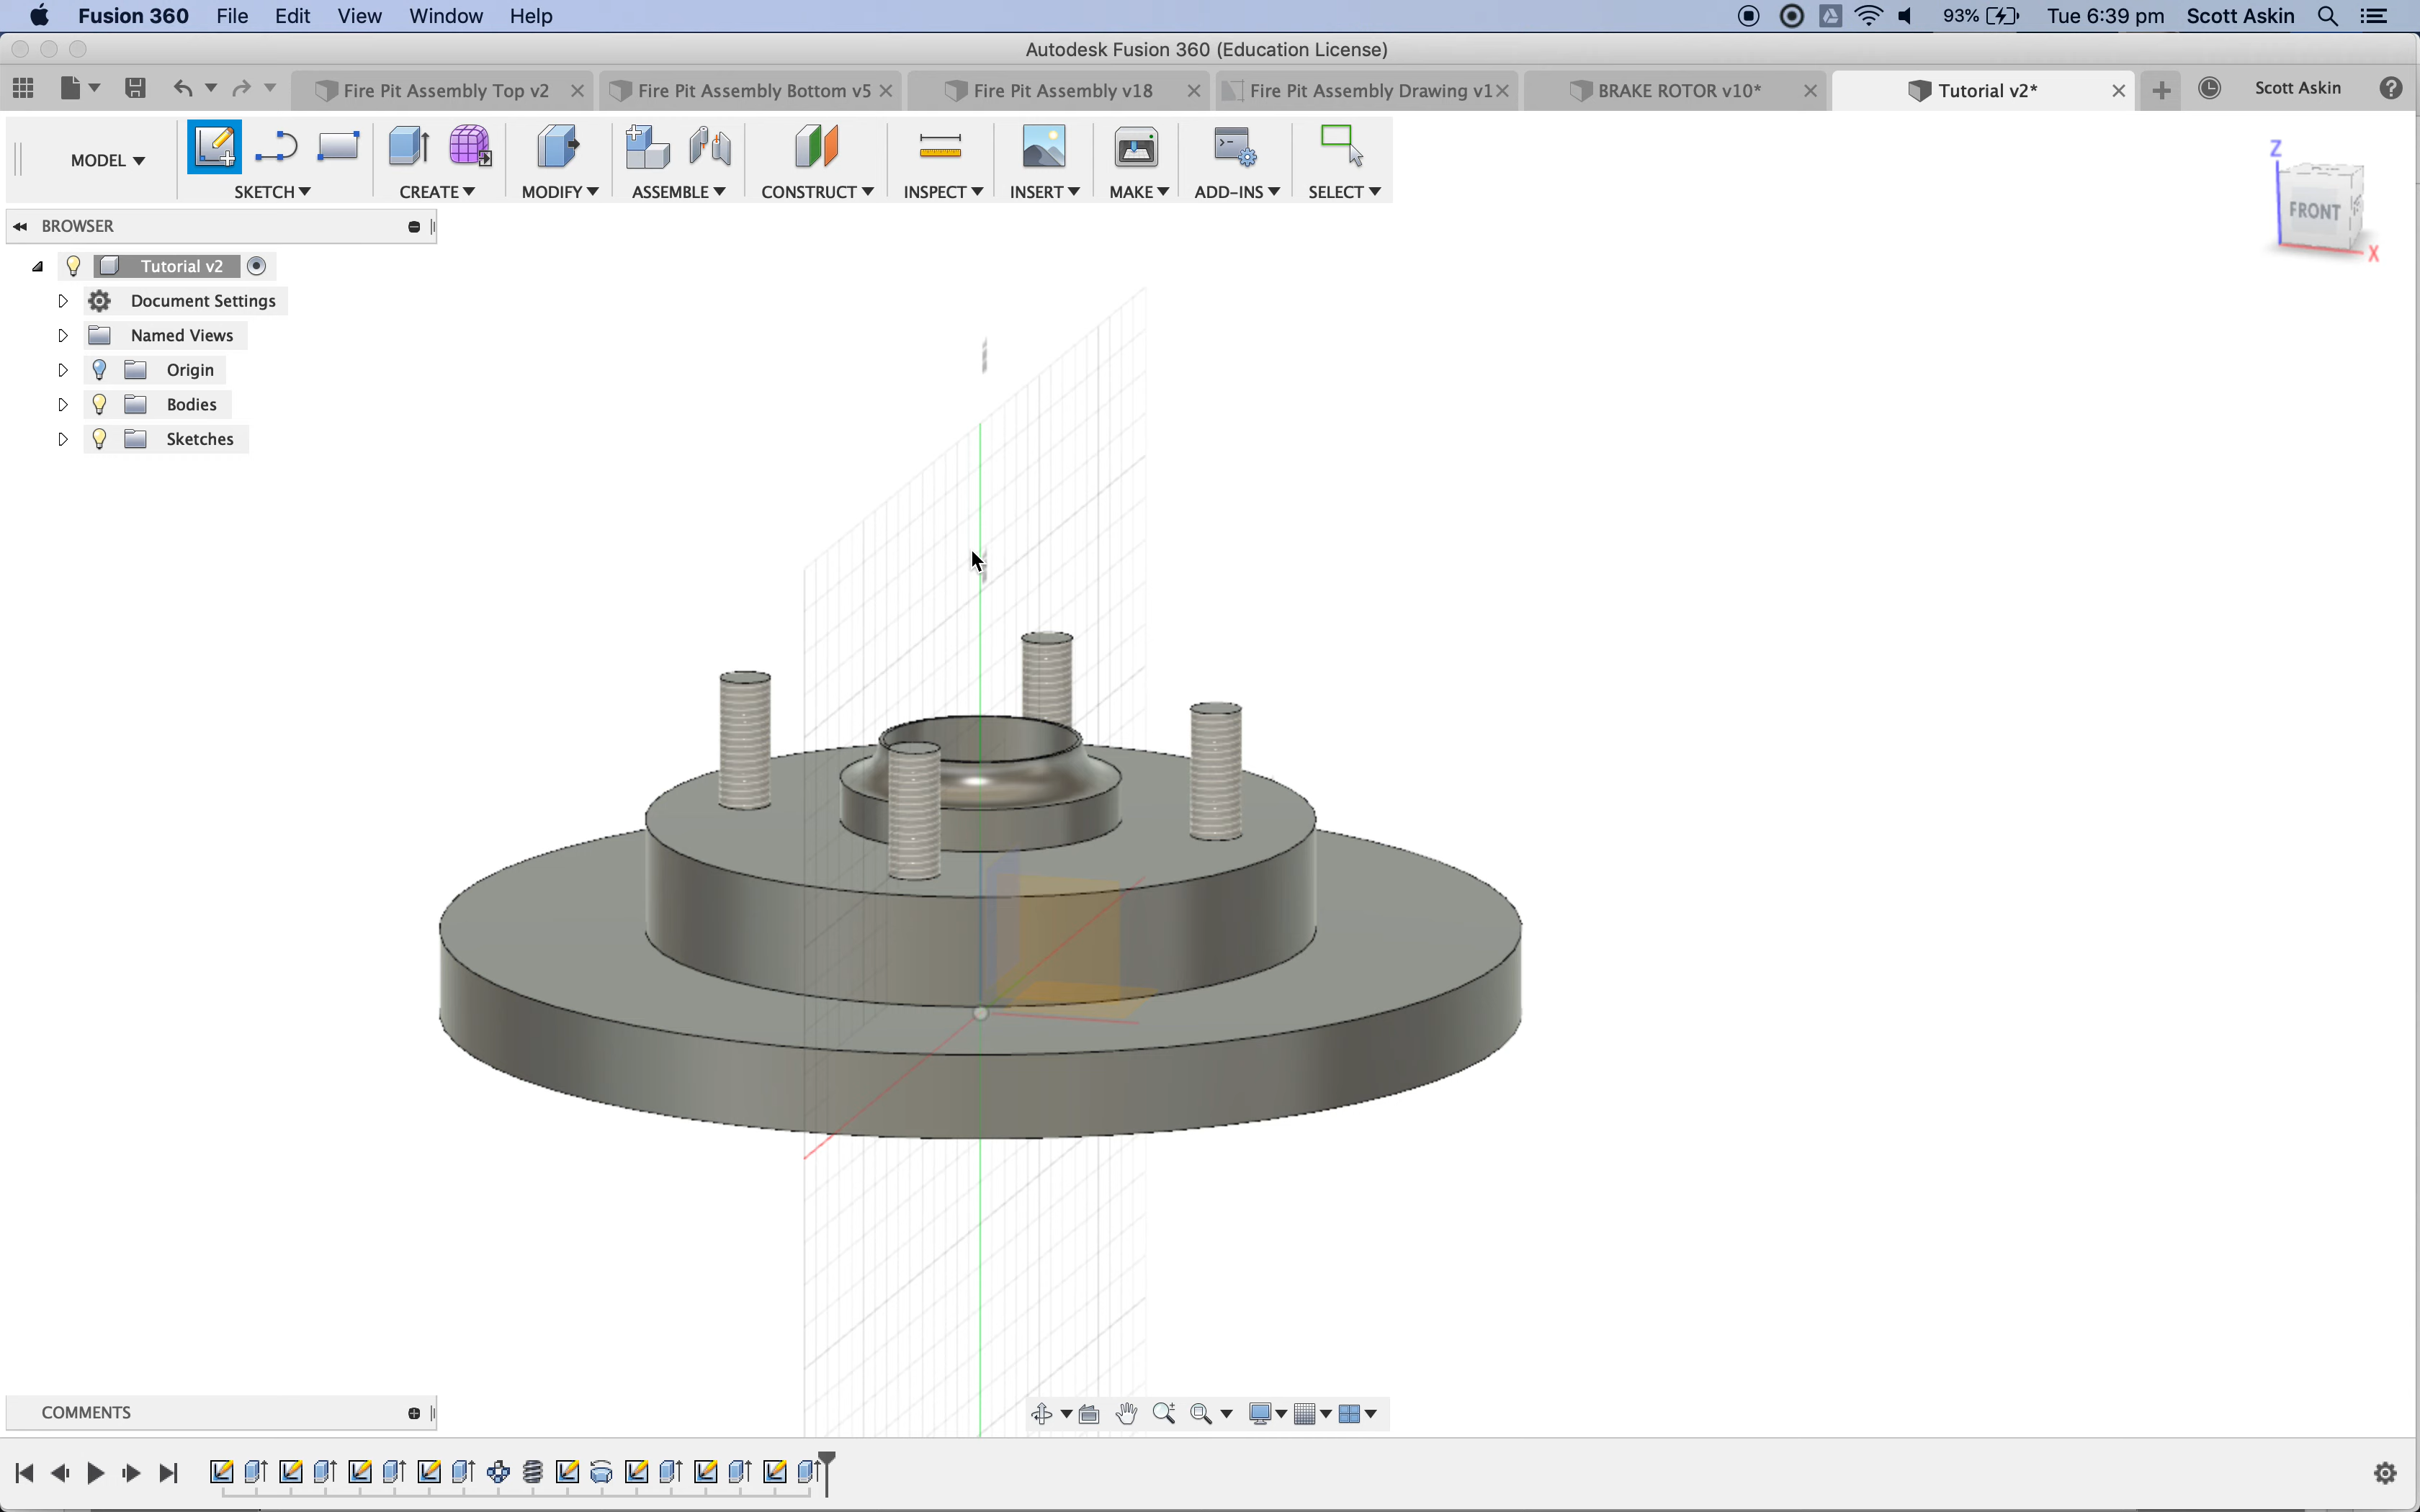 Fusion 360 File Edit View Window Help 93% Tue 6:39 pm Scott Askin
Autodesk Fusion 360 (Education License)
Fire Pit Assembly Top v2 Fire Pit Assembly Bottom v5 Fire Pit Assembly v18 Fire Pit Assembly Drawing v1 BRAKE ROTOR v10* Tutorial v2* Scott Askin
MODEL
SKETCH CREATE MODIFY ASSEMBLE CONSTRUCT INSPECT INSERT MAKE ADD-INS SELECT
BROWSER
Tutorial v2
Document Settings
Named Views
Origin
Bodies
Sketches
Z
FRONT
X
COMMENTS